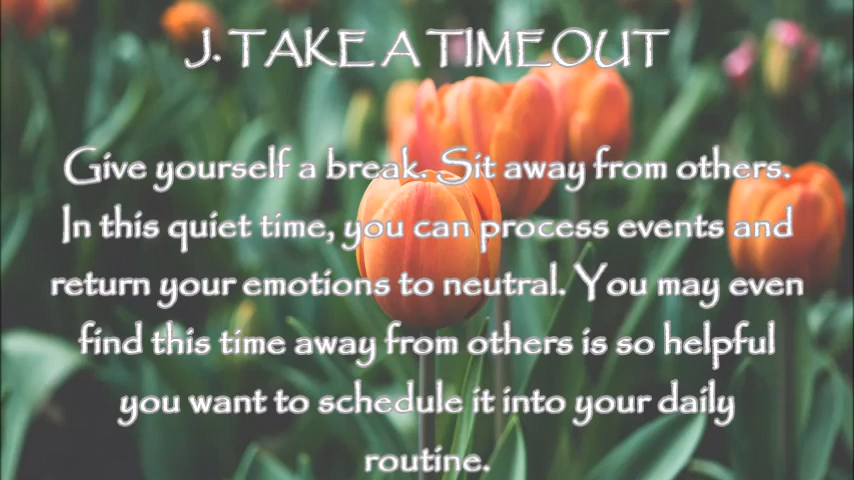 J. TAKE A TIMEOUT
Give yourself a break. Sit away from others.
In this quiet time, you can process events and
return your emotions to neutral. You may even
find this time away from others is so helpful
you want to schedule it into your daily
routine.